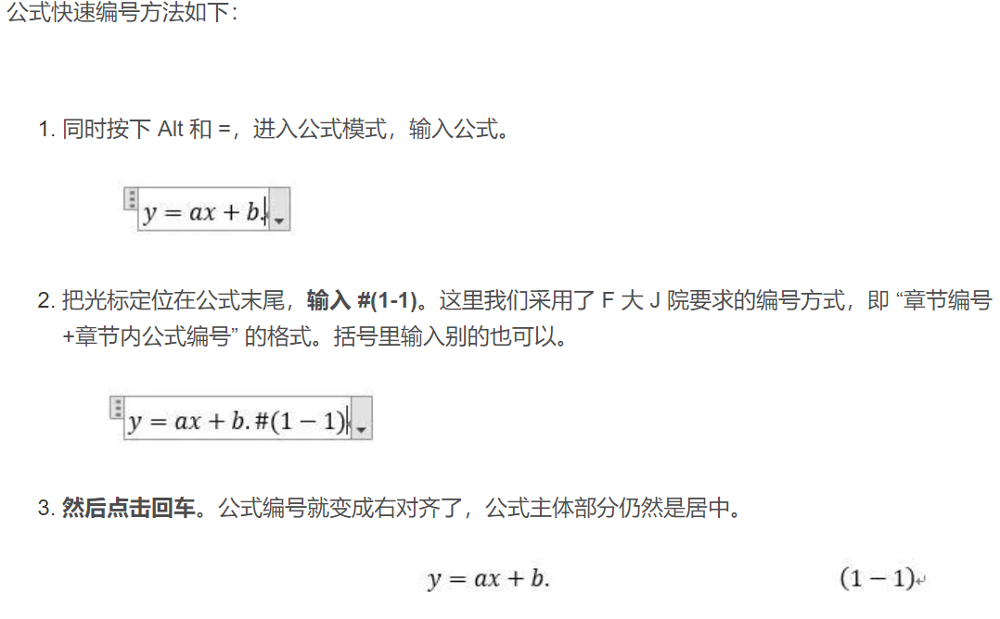 公式快速编号方法如下：
1. 同时按下 Alt 和 =，进入公式模式，输入公式。
y = ax + b.
2. 把光标定位在公式末尾，输入 #(1-1)。这里我们采用了 F 大 J 院要求的编号方式，即 “章节编号
+章节内公式编号” 的格式。括号里输入别的也可以。
y = ax + b. #(1 − 1)
3. 然后点击回车。公式编号就变成右对齐了，公式主体部分仍然是居中。
y = ax + b. (1 − 1)↵